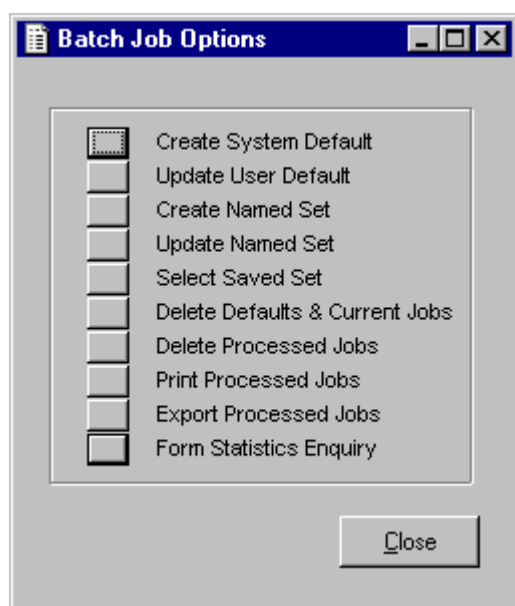 Batch Job Options
Create System Default
Update User Default
Create Named Set
Update Named Set
Select Saved Set
Delete Defaults & Current Jobs
Delete Processed Jobs
Print Processed Jobs
Export Processed Jobs
Form Statistics Enquiry
Close